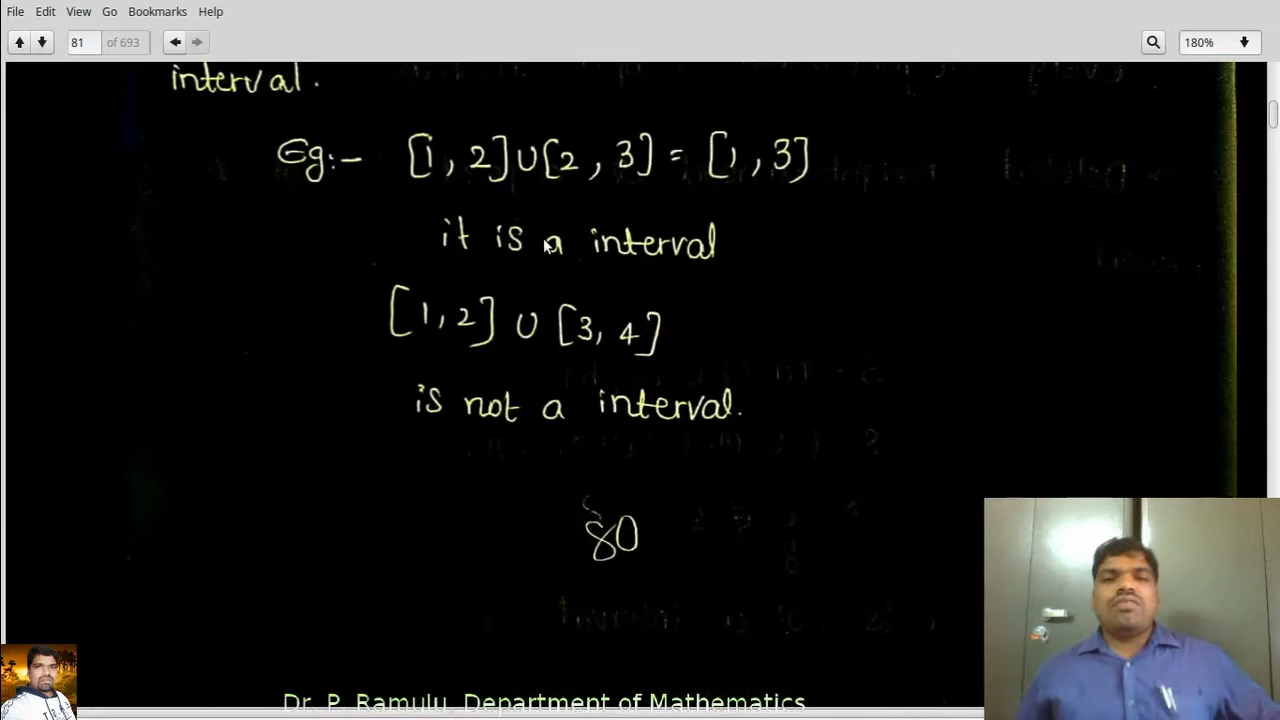 File Edit View Go Bookmarks Help
81 of 693 180%
interval.
Eg:- [1, 2]∪[2, 3] = [1, 3]
it is a interval
[1, 2] ∪ [3, 4]
is not a interval.
80
Dr. P. Ramulu, Department of Mathematics